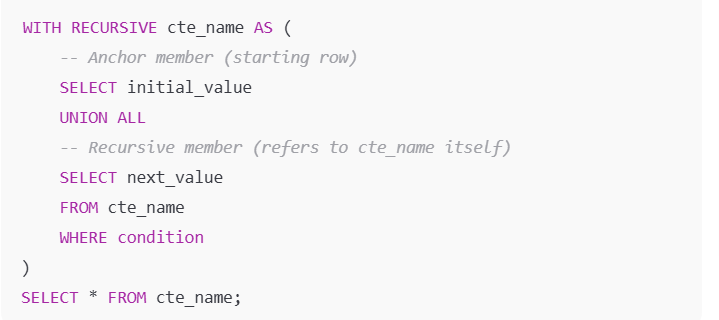 WITH RECURSIVE cte_name AS (
    -- Anchor member (starting row)
    SELECT initial_value
    UNION ALL
    -- Recursive member (refers to cte_name itself)
    SELECT next_value
    FROM cte_name
    WHERE condition
)
SELECT * FROM cte_name;